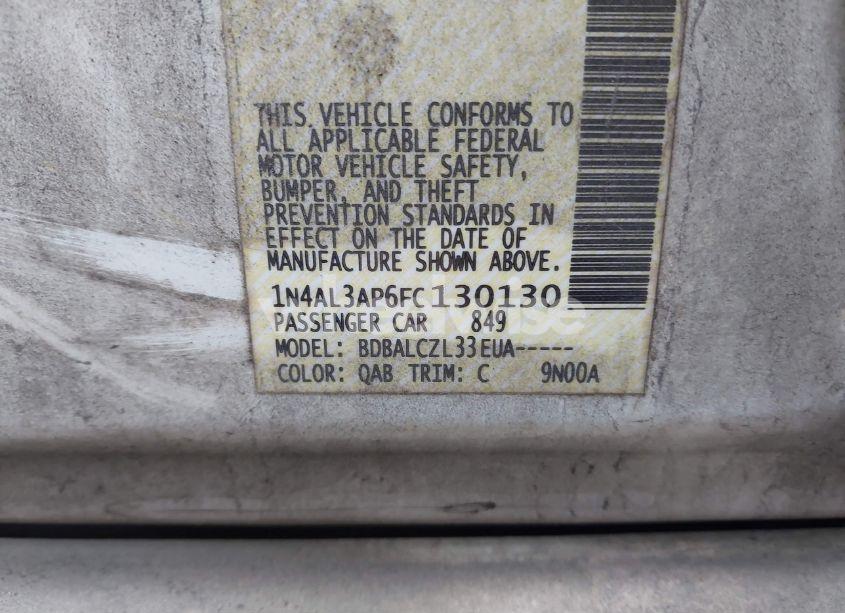 THIS VEHICLE CONFORMS TO
ALL APPLICABLE FEDERAL
MOTOR VEHICLE SAFETY,
BUMPER, AND THEFT
PREVENTION STANDARDS IN
EFFECT ON THE DATE OF
MANUFACTURE SHOWN ABOVE.
1N4AL3AP6FC130130
PASSENGER CAR 849
MODEL: BDBALCZL33EUA-----
COLOR: QAB TRIM: C 9N00A